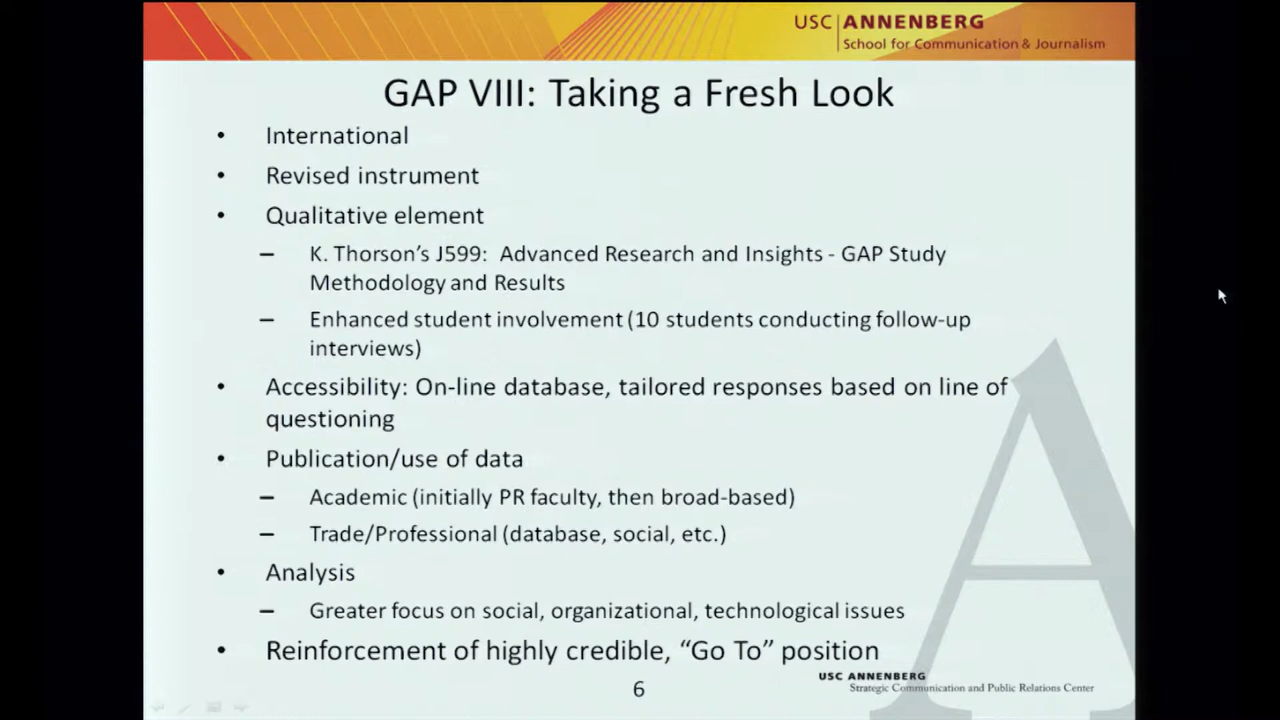 USC ANNENBERG
School for Communication & Journalism
GAP VIII: Taking a Fresh Look
• International
• Revised instrument
• Qualitative element
– K. Thorson’s J599: Advanced Research and Insights - GAP Study
Methodology and Results
– Enhanced student involvement (10 students conducting follow-up
interviews)
• Accessibility: On-line database, tailored responses based on line of
questioning
• Publication/use of data
– Academic (initially PR faculty, then broad-based)
– Trade/Professional (database, social, etc.)
• Analysis
– Greater focus on social, organizational, technological issues
• Reinforcement of highly credible, “Go To” position
6
USC ANNENBERG
Strategic Communication and Public Relations Center
A